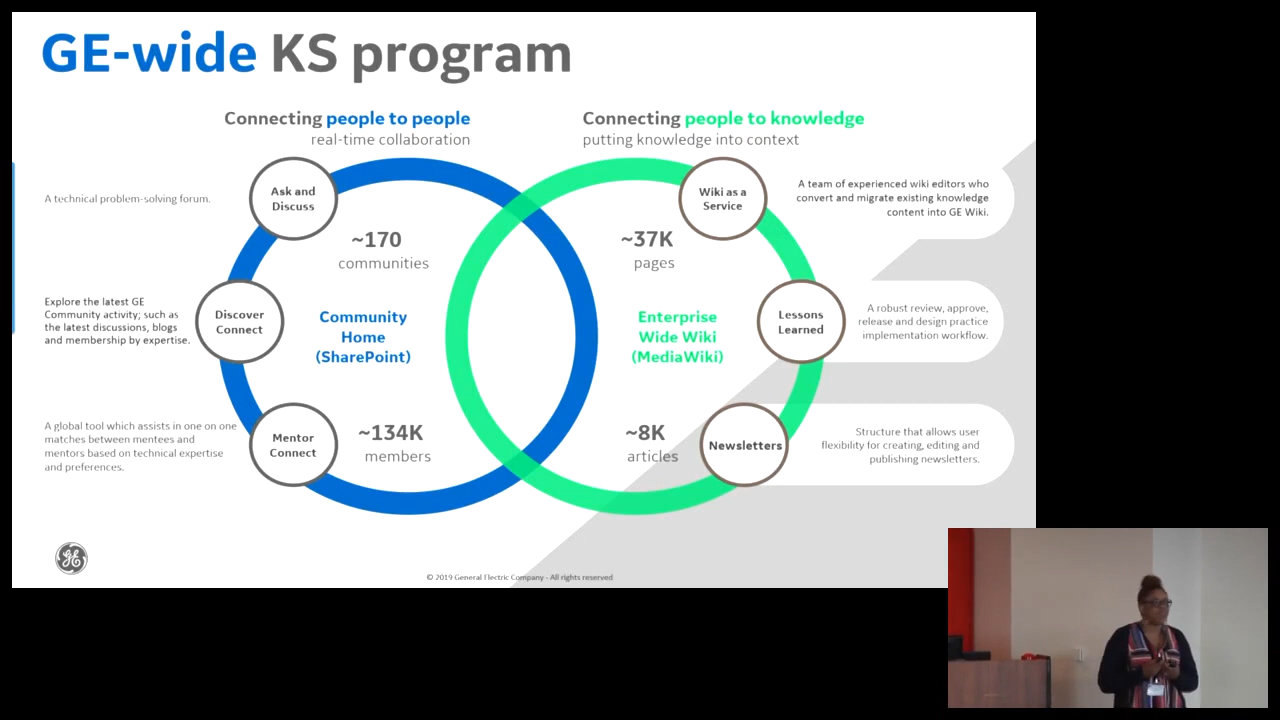 GE-wide KS program
Connecting people to people
real-time collaboration
Connecting people to knowledge
putting knowledge into context
A technical problem-solving forum.
Ask and
Discuss
~170
communities
Explore the latest GE
Community activity; such as
the latest discussions, blogs
and membership by expertise.
Discover
Connect
Community
Home
(SharePoint)
A global tool which assists in one on one
matches between mentees and
mentors based on technical expertise
and preferences.
Mentor
Connect
~134K
members
Wiki as a
Service
A team of experienced wiki editors who
convert and migrate existing knowledge
content into GE Wiki.
~37K
pages
Enterprise
Wide Wiki
(MediaWiki)
Lessons
Learned
A robust review, approve,
release and design practice
implementation workflow.
~8K
articles
Newsletters
Structure that allows user
flexibility for creating, editing and
publishing newsletters.
GE
© 2019 General Electric Company - All rights reserved